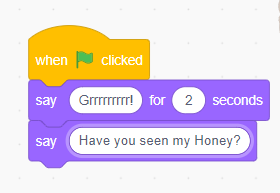 when clicked
say Grrrrrrrr! for 2 seconds
say Have you seen my Honey?